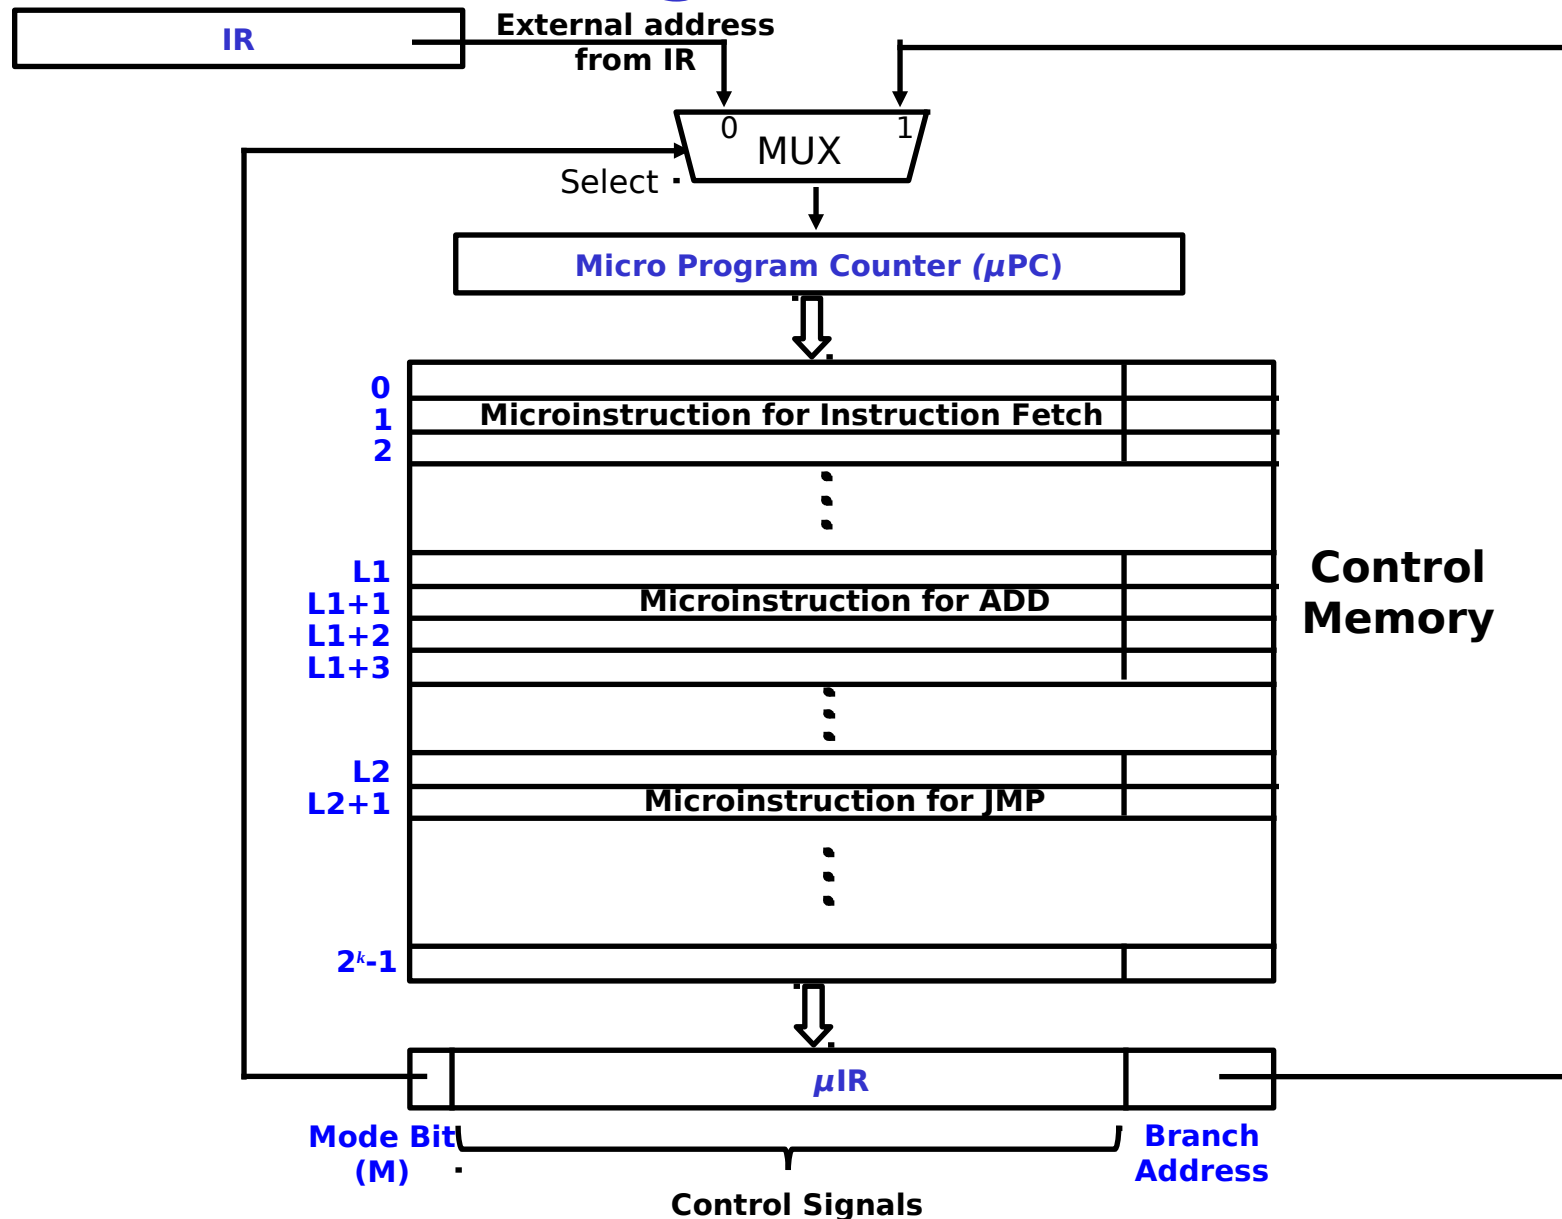 IR
External address
from IR
0
1
MUX
Select
Micro Program Counter (μPC)
0
1
Microinstruction for Instruction Fetch
2
L1
L1+1
Microinstruction for ADD
L1+2
L1+3
Control
Memory
L2
L2+1
Microinstruction for JMP
2ᵏ-1
μIR
Mode Bit
(M)
Branch
Address
Control Signals